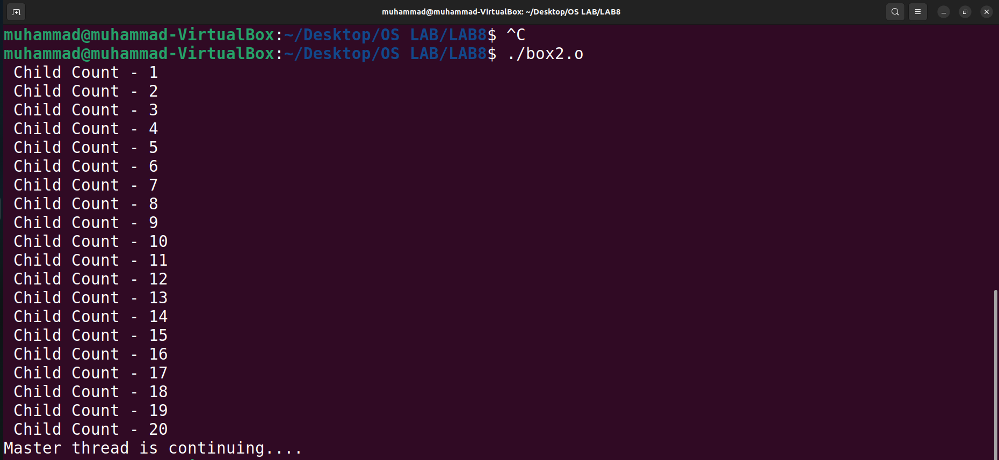 muhammad@muhammad-VirtualBox: ~/Desktop/OS LAB/LAB8
muhammad@muhammad-VirtualBox:~/Desktop/OS LAB/LAB8$ ^C
muhammad@muhammad-VirtualBox:~/Desktop/OS LAB/LAB8$ ./box2.o
Child Count - 1
Child Count - 2
Child Count - 3
Child Count - 4
Child Count - 5
Child Count - 6
Child Count - 7
Child Count - 8
Child Count - 9
Child Count - 10
Child Count - 11
Child Count - 12
Child Count - 13
Child Count - 14
Child Count - 15
Child Count - 16
Child Count - 17
Child Count - 18
Child Count - 19
Child Count - 20
Master thread is continuing....